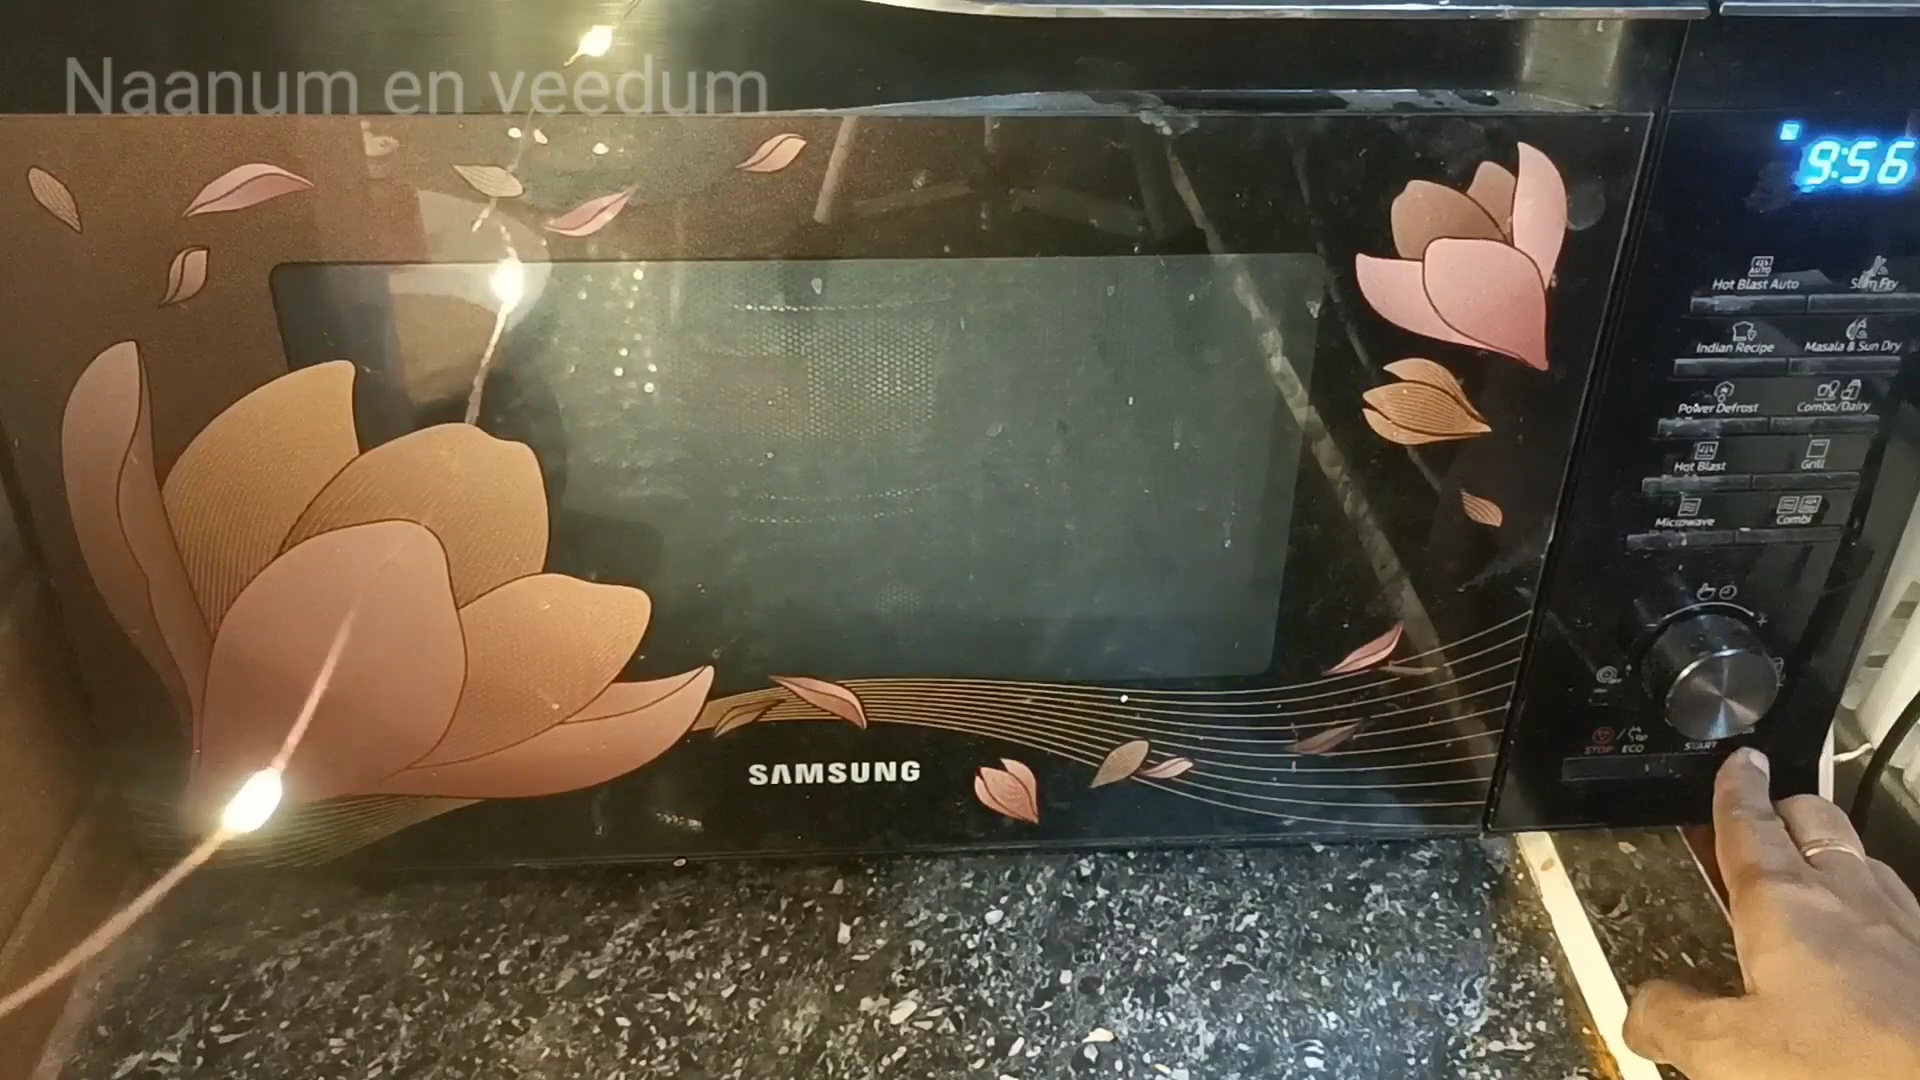 Naanum en veedum
9:56
AUTO
Hot Blast Auto
Slim Fry
Indian Recipe
Masala & Sun Dry
Power Defrost
Combo/Dairy
Hot Blast
Grill
Microwave
Combi
+
STOP ECO
START
SAMSUNG